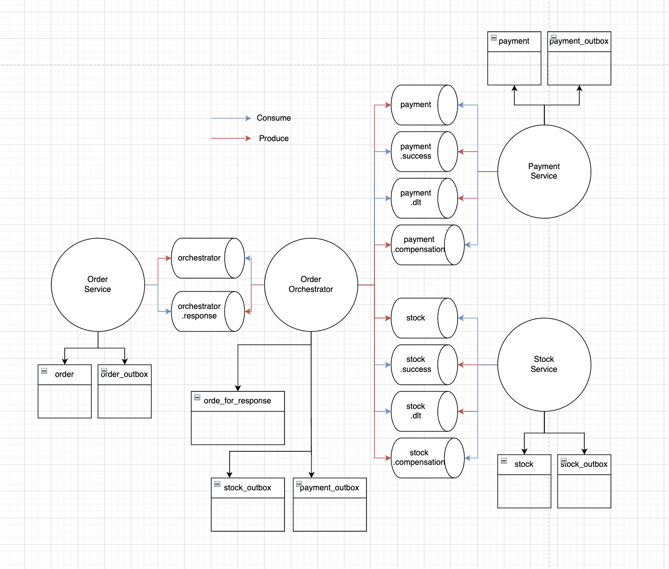 payment
payment_outbox
Consume
Produce
payment
payment
.success
payment
.dlt
payment
.compensation
Payment
Service
Order
Service
orchestrator
orchestrator
.response
Order
Orchestrator
stock
stock
.success
stock
.dlt
stock
.compensation
Stock
Service
order
order_outbox
orde_for_response
stock_outbox
payment_outbox
stock
stock_outbox